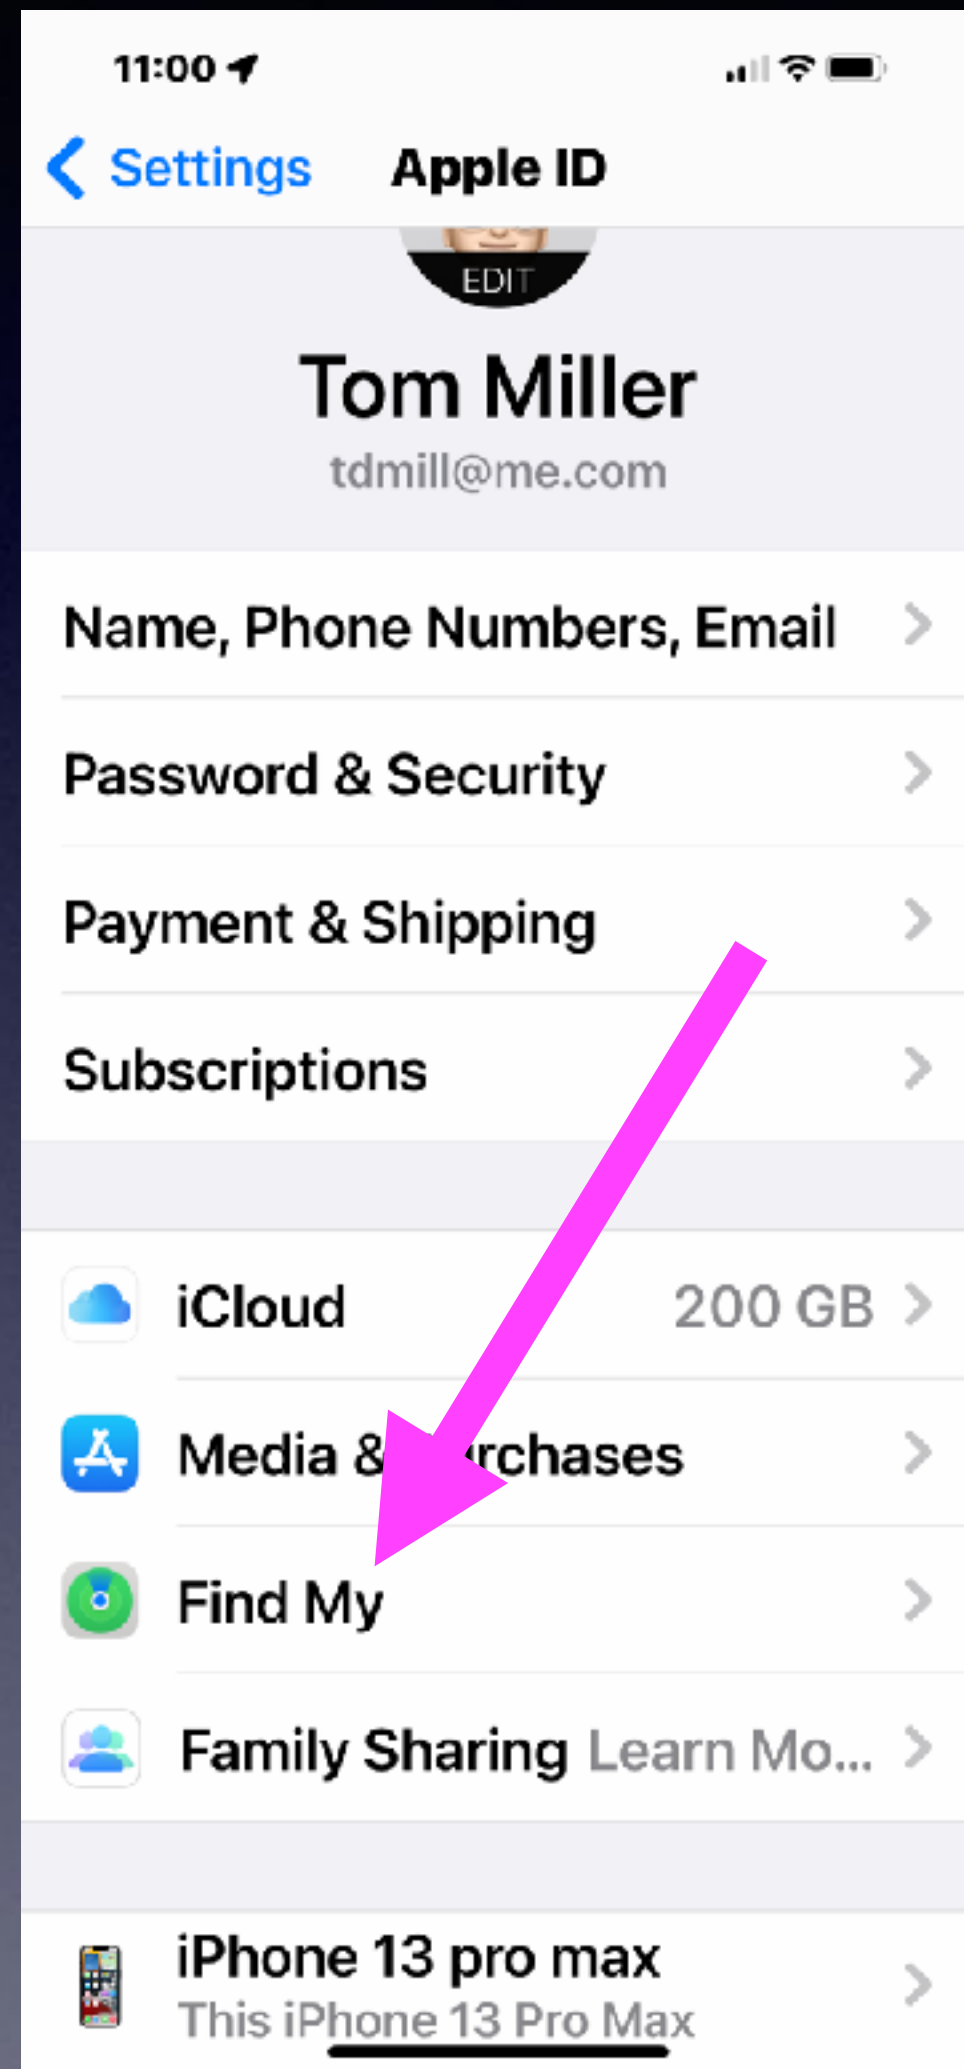 11:00
Settings Apple ID
EDIT
Tom Miller
tdmill@me.com
Name, Phone Numbers, Email
Password & Security
Payment & Shipping
Subscriptions
iCloud 200 GB
Media & rchases
Find My
Family Sharing Learn Mo...
iPhone 13 pro max
This iPhone 13 Pro Max